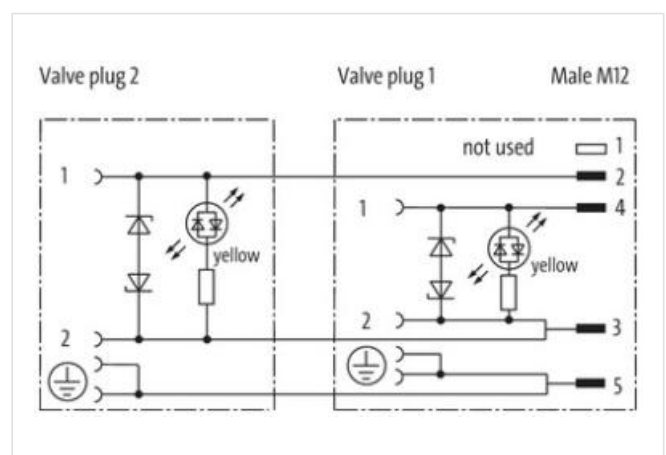 Valve plug 2 Valve plug 1 Male M12
not used 1
1 2
1 4
yellow yellow
2 2 3
5